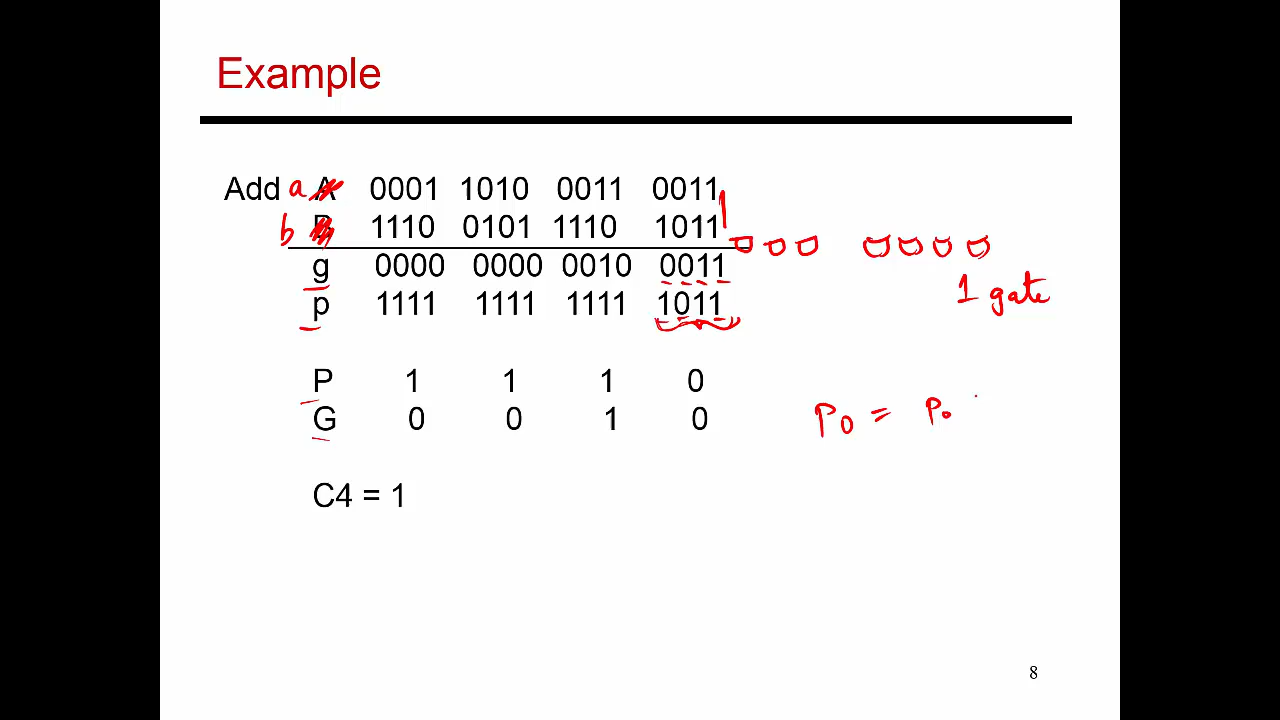 Example
Add a A 0001 1010 0011 0011
b B 1110 0101 1110 1011
g 0000 0000 0010 0011
p 1111 1111 1111 1011
1 gate
P 1 1 1 0
G 0 0 1 0
P0 = p0 .
C4 = 1
8